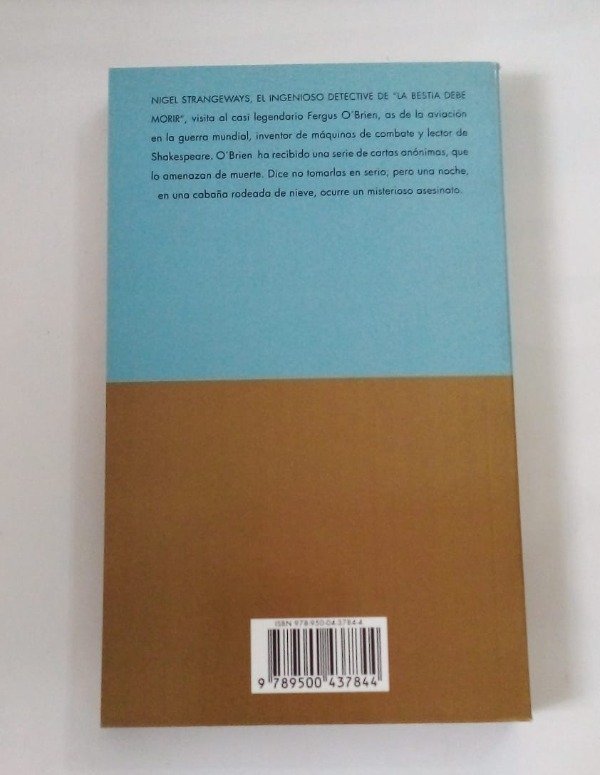 NIGEL STRANGEWAYS, EL INGENIOSO DETECTIVE DE "LA BESTIA DEBE
MORIR", visita al casi legendario Fergus O'Brien, as de la aviación
en la guerra mundial, inventor de máquinas de combate y lector de
Shakespeare. O'Brien ha recibido una serie de cartas anónimas, que
lo amenazan de muerte. Dice no tomarlas en serio, pero una noche,
en una cabaña rodeada de nieve, ocurre un misterioso asesinato.
ISBN 978-950-04-3784-4
9 789500 437844